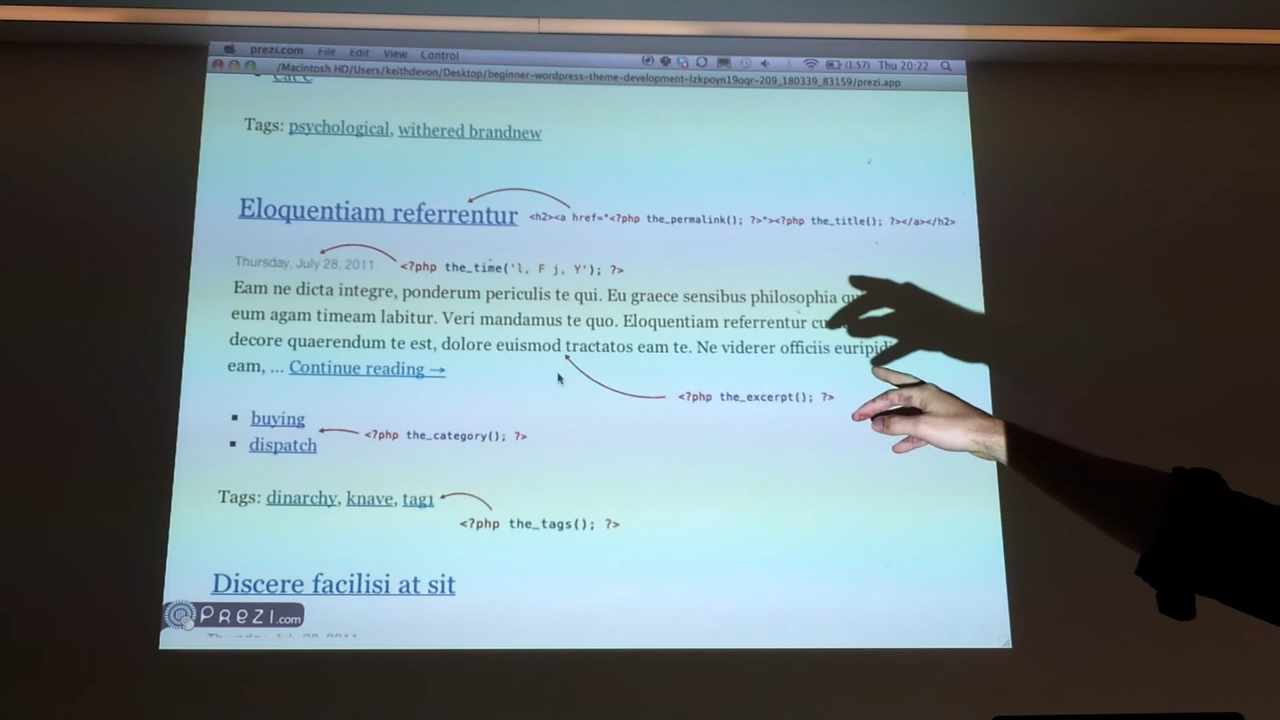 prezi.com File Edit View Control (1:57) Thu 20:22
/Macintosh HD/Users/keithdevon/Desktop/beginner-wordpress-theme-development-lzkpoyn19oqr-209_180339_83159/prezi.app
Cat C
Tags: psychological, withered brandnew
Eloquentiam referrentur <h2><a href="<?php the_permalink(); ?>"><?php the_title(); ?></a></h2>
Thursday, July 28, 2011 <?php the_time('l, F j, Y'); ?>
Eam ne dicta integre, ponderum periculis te qui. Eu graece sensibus philosophia
eum agam timeam labitur. Veri mandamus te quo. Eloquentiam referrentur
decore quaerendum te est, dolore euismod tractatos eam te. Ne viderer officiis euripidi
eam, ... Continue reading →
<?php the_excerpt(); ?>
▪ buying
<?php the_category(); ?>
▪ dispatch
Tags: dinarchy, knave, tag1
<?php the_tags(); ?>
Discere facilisi at sit
PREZI.com